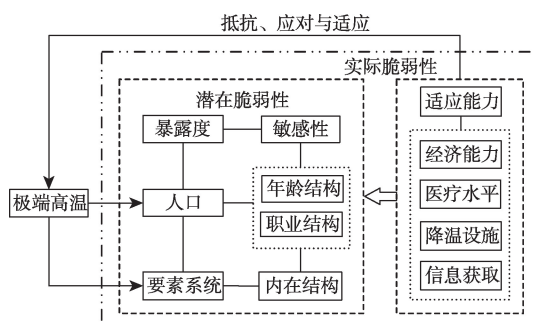 抵抗、应对与适应
实际脆弱性
潜在脆弱性
适应能力
暴露度
敏感性
经济能力
年龄结构
医疗水平
极端高温
人口
职业结构
降温设施
信息获取
要素系统
内在结构